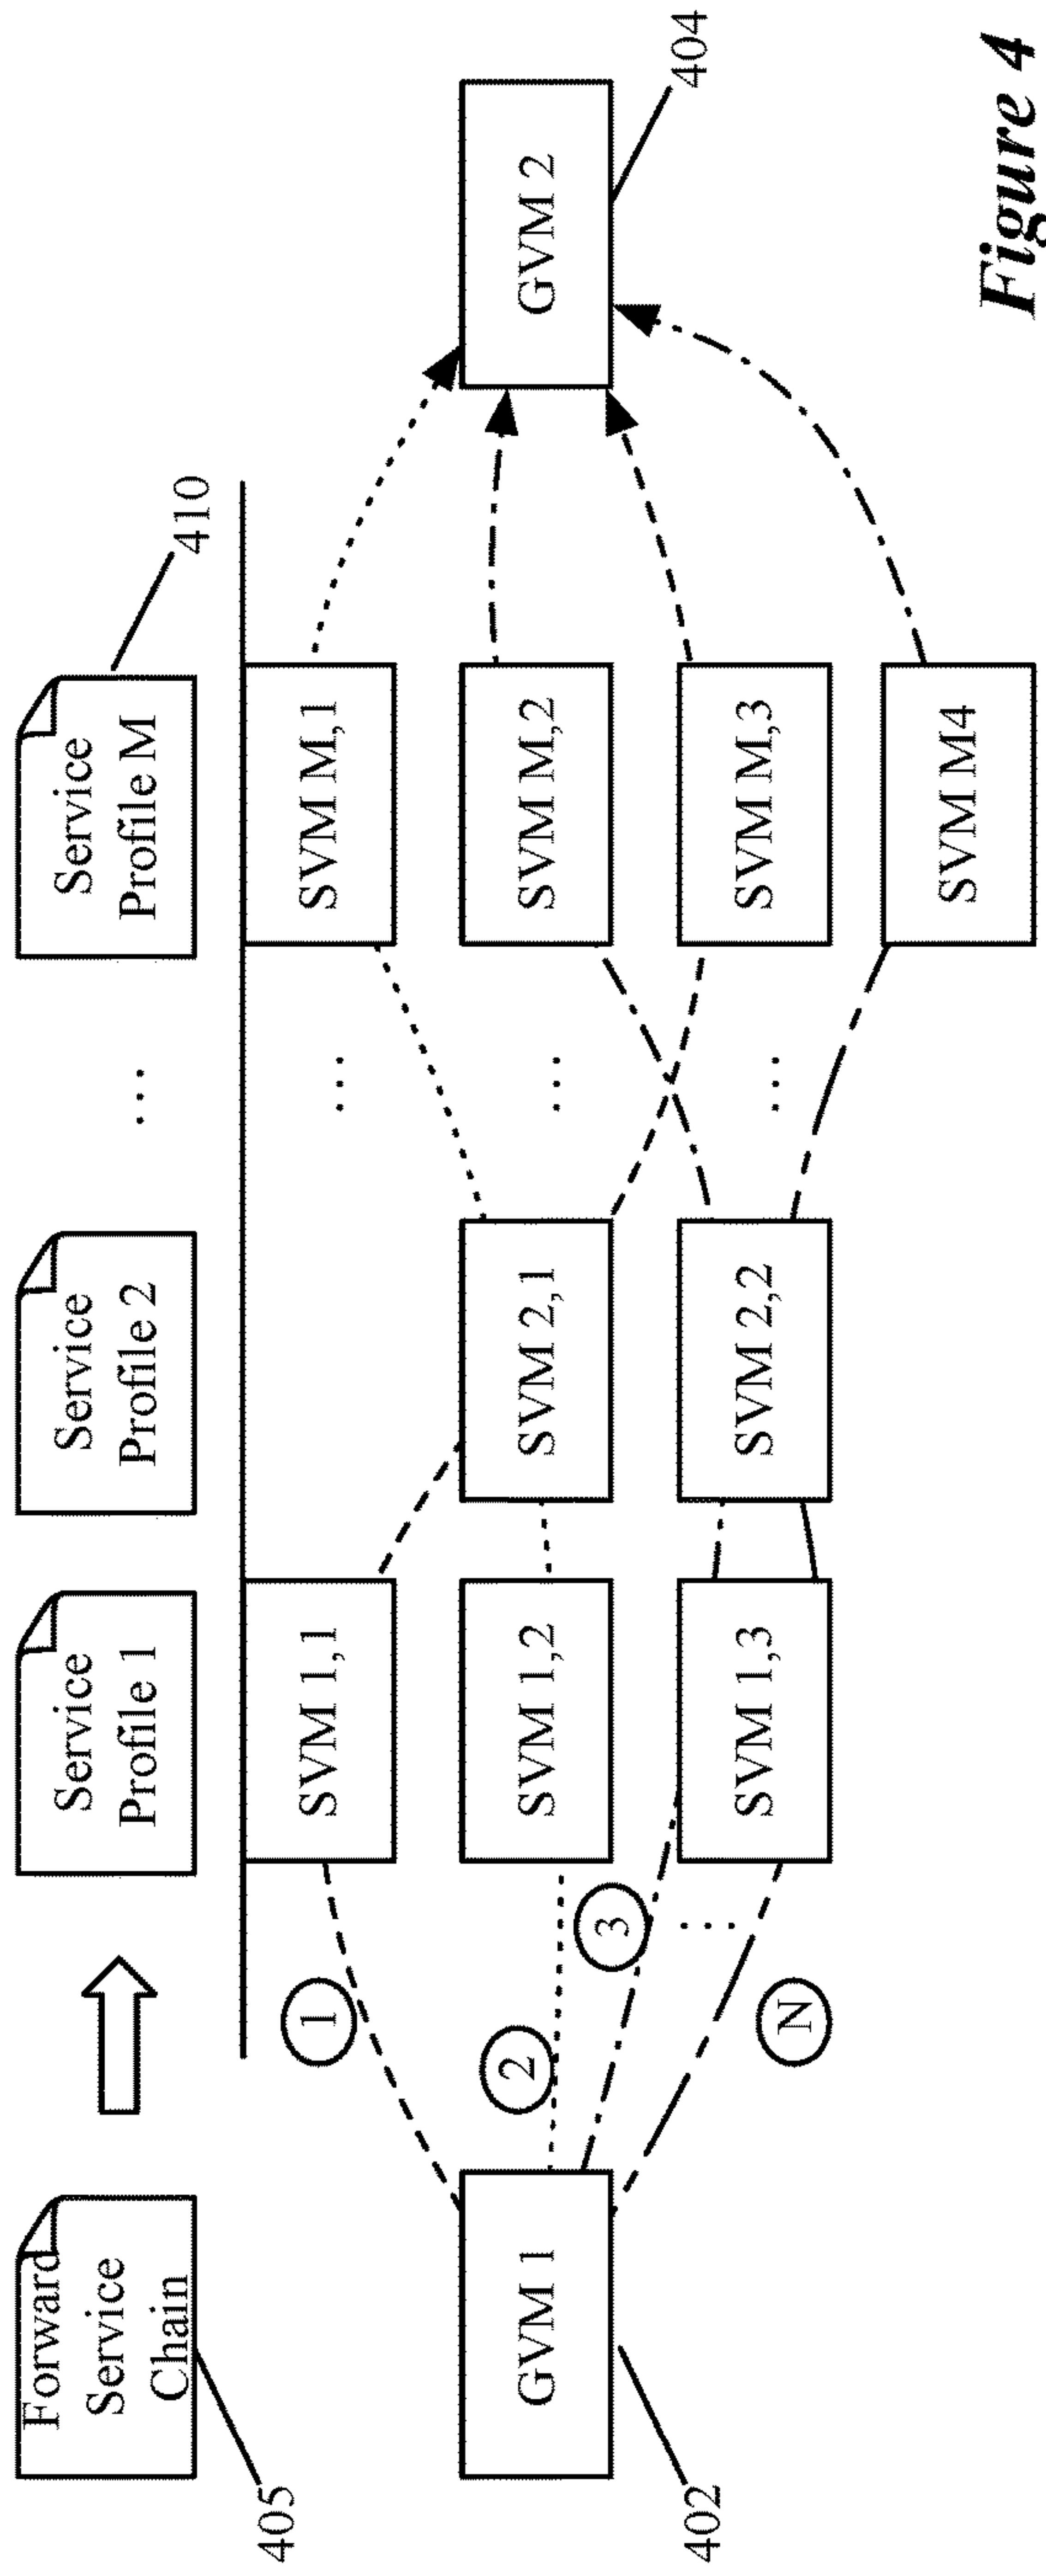 Forward
Service
Chain
405
Service
Profile 1
Service
Profile 2
...
Service
Profile M
410
SVM 1,1
...
SVM M,1
1
GVM 1
402
2
SVM 1,2
SVM 2,1
...
SVM M,2
GVM 2
404
3
...
SVM 1,3
SVM 2,2
...
SVM M,3
N
SVM M4
Figure 4